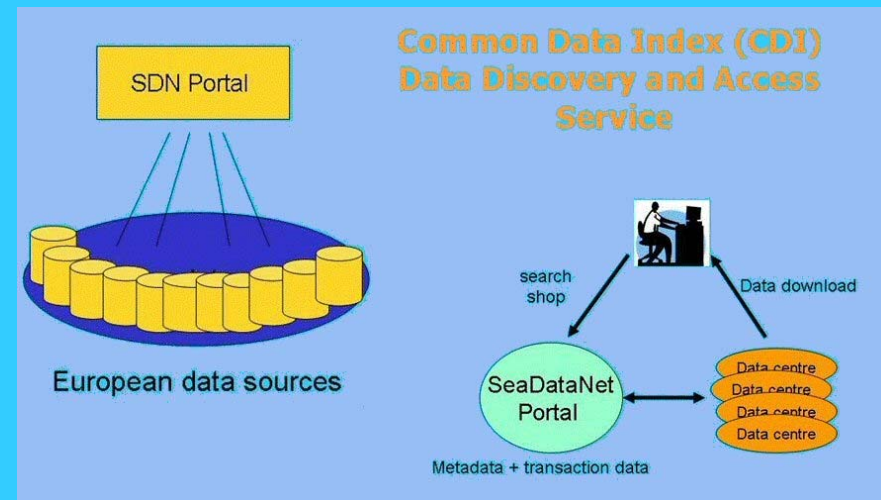 SDN Portal
European data sources
Common Data Index (CDI)
Data Discovery and Access
Service
search
shop
Data download
SeaDataNet
Portal
Data centre
Data centre
Data centre
Data centre
Metadata + transaction data